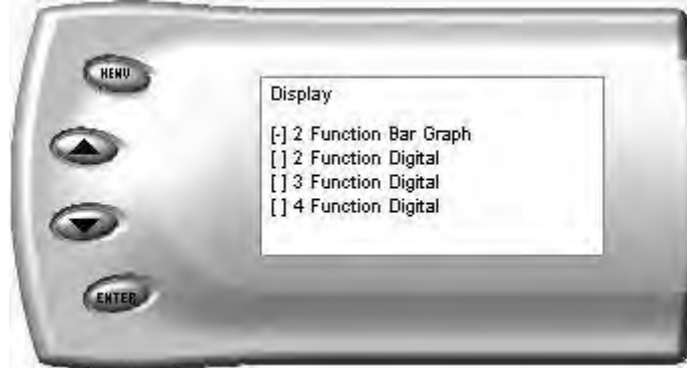 MENU
Display
[-] 2 Function Bar Graph
[ ] 2 Function Digital
[ ] 3 Function Digital
[ ] 4 Function Digital
ENTER